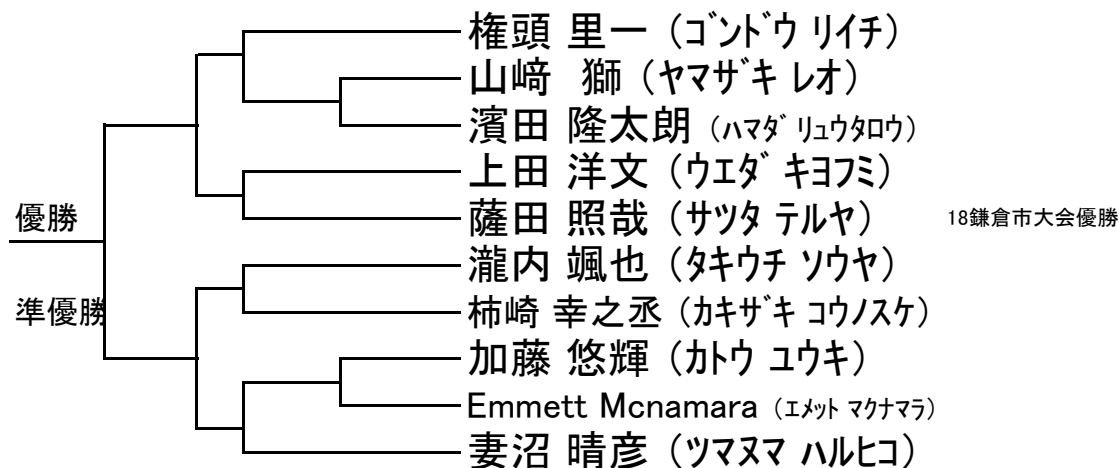 権頭 里一 (ゴンドウ リイチ)
山﨑　獅 (ヤマザキ レオ)
濱田 隆太朗 (ハマダ リュウタロウ)
上田 洋文 (ウエダ キヨフミ)
優勝
薩田 照哉 (サツタ テルヤ)
18鎌倉市大会優勝
瀧内 颯也 (タキウチ ソウヤ)
準優勝
柿崎 幸之丞 (カキザキ コウノスケ)
加藤 悠輝 (カトウ ユウキ)
Emmett Mcnamara (エメット マクナマラ)
妻沼 晴彦 (ツマヌマ ハルヒコ)